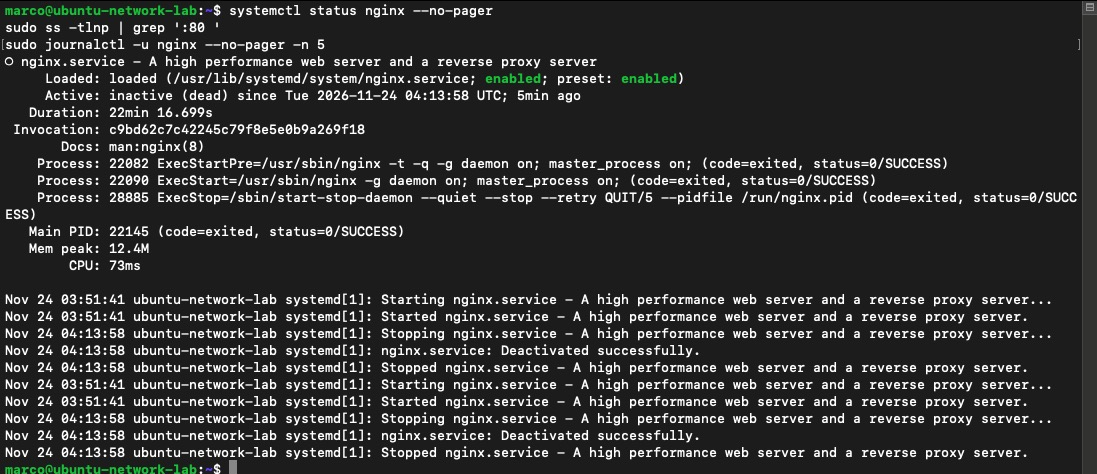 marco@ubuntu-network-lab:~$ systemctl status nginx --no-pager
sudo ss -tlnp | grep ':80 '
[sudo journalctl -u nginx --no-pager -n 5 ]
○ nginx.service - A high performance web server and a reverse proxy server
     Loaded: loaded (/usr/lib/systemd/system/nginx.service; enabled; preset: enabled)
     Active: inactive (dead) since Tue 2026-11-24 04:13:58 UTC; 5min ago
   Duration: 22min 16.699s
 Invocation: c9bd62c7c42245c79f8e5e0b9a269f18
       Docs: man:nginx(8)
    Process: 22082 ExecStartPre=/usr/sbin/nginx -t -q -g daemon on; master_process on; (code=exited, status=0/SUCCESS)
    Process: 22090 ExecStart=/usr/sbin/nginx -g daemon on; master_process on; (code=exited, status=0/SUCCESS)
    Process: 28885 ExecStop=/sbin/start-stop-daemon --quiet --stop --retry QUIT/5 --pidfile /run/nginx.pid (code=exited, status=0/SUCC
ESS)
   Main PID: 22145 (code=exited, status=0/SUCCESS)
   Mem peak: 12.4M
        CPU: 73ms

Nov 24 03:51:41 ubuntu-network-lab systemd[1]: Starting nginx.service - A high performance web server and a reverse proxy server...
Nov 24 03:51:41 ubuntu-network-lab systemd[1]: Started nginx.service - A high performance web server and a reverse proxy server.
Nov 24 04:13:58 ubuntu-network-lab systemd[1]: Stopping nginx.service - A high performance web server and a reverse proxy server...
Nov 24 04:13:58 ubuntu-network-lab systemd[1]: nginx.service: Deactivated successfully.
Nov 24 04:13:58 ubuntu-network-lab systemd[1]: Stopped nginx.service - A high performance web server and a reverse proxy server.
Nov 24 03:51:41 ubuntu-network-lab systemd[1]: Starting nginx.service - A high performance web server and a reverse proxy server...
Nov 24 03:51:41 ubuntu-network-lab systemd[1]: Started nginx.service - A high performance web server and a reverse proxy server.
Nov 24 04:13:58 ubuntu-network-lab systemd[1]: Stopping nginx.service - A high performance web server and a reverse proxy server...
Nov 24 04:13:58 ubuntu-network-lab systemd[1]: nginx.service: Deactivated successfully.
Nov 24 04:13:58 ubuntu-network-lab systemd[1]: Stopped nginx.service - A high performance web server and a reverse proxy server.
marco@ubuntu-network-lab:~$